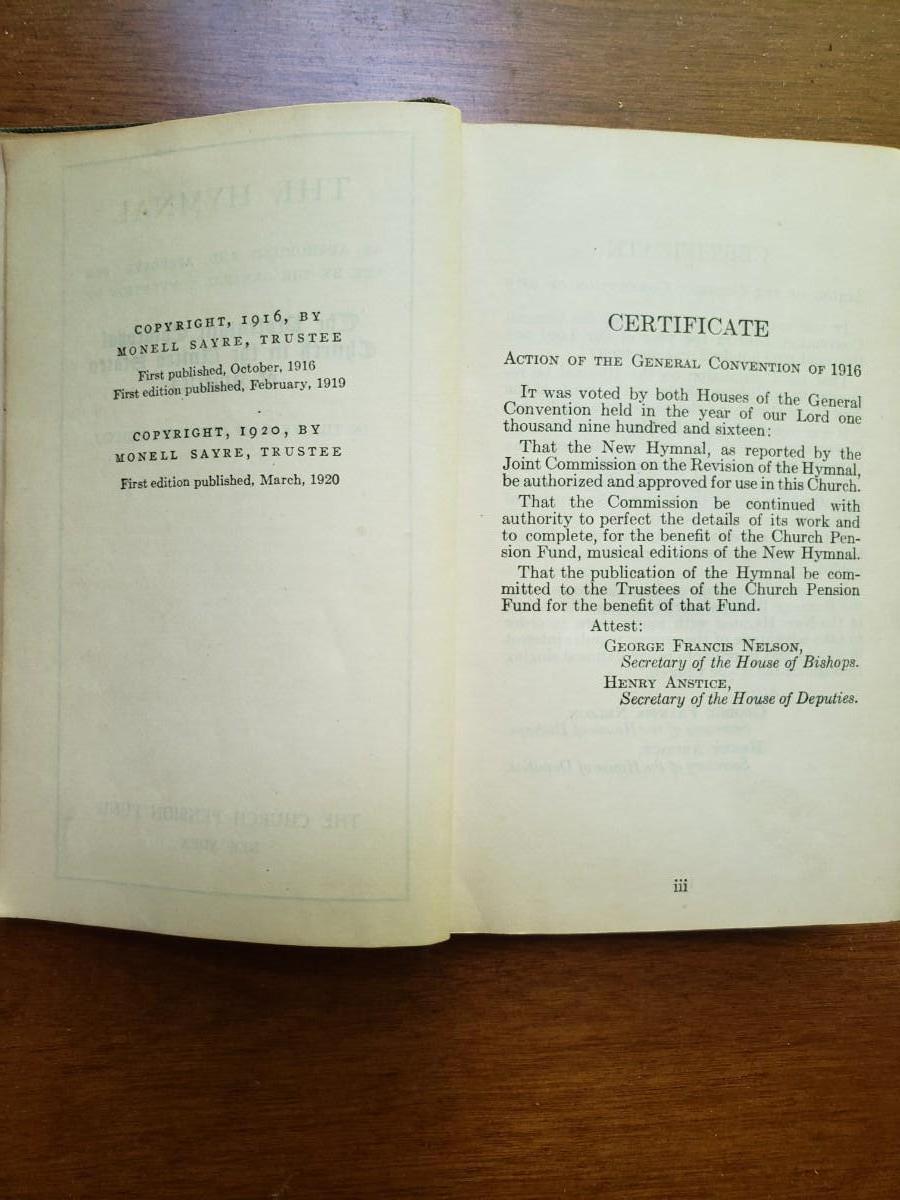 COPYRIGHT, 1916, BY
MONELL SAYRE, TRUSTEE
First published, October, 1916
First edition published, February, 1919
COPYRIGHT, 1920, BY
MONELL SAYRE, TRUSTEE
First edition published, March, 1920
CERTIFICATE
ACTION OF THE GENERAL CONVENTION OF 1916
IT was voted by both Houses of the General
Convention held in the year of our Lord one
thousand nine hundred and sixteen:
That the New Hymnal, as reported by the
Joint Commission on the Revision of the Hymnal,
be authorized and approved for use in this Church.
That the Commission be continued with
authority to perfect the details of its work and
to complete, for the benefit of the Church Pen-
sion Fund, musical editions of the New Hymnal.
That the publication of the Hymnal be com-
mitted to the Trustees of the Church Pension
Fund for the benefit of that Fund.
Attest:
GEORGE FRANCIS NELSON,
Secretary of the House of Bishops.
HENRY ANSTICE,
Secretary of the House of Deputies.
iii